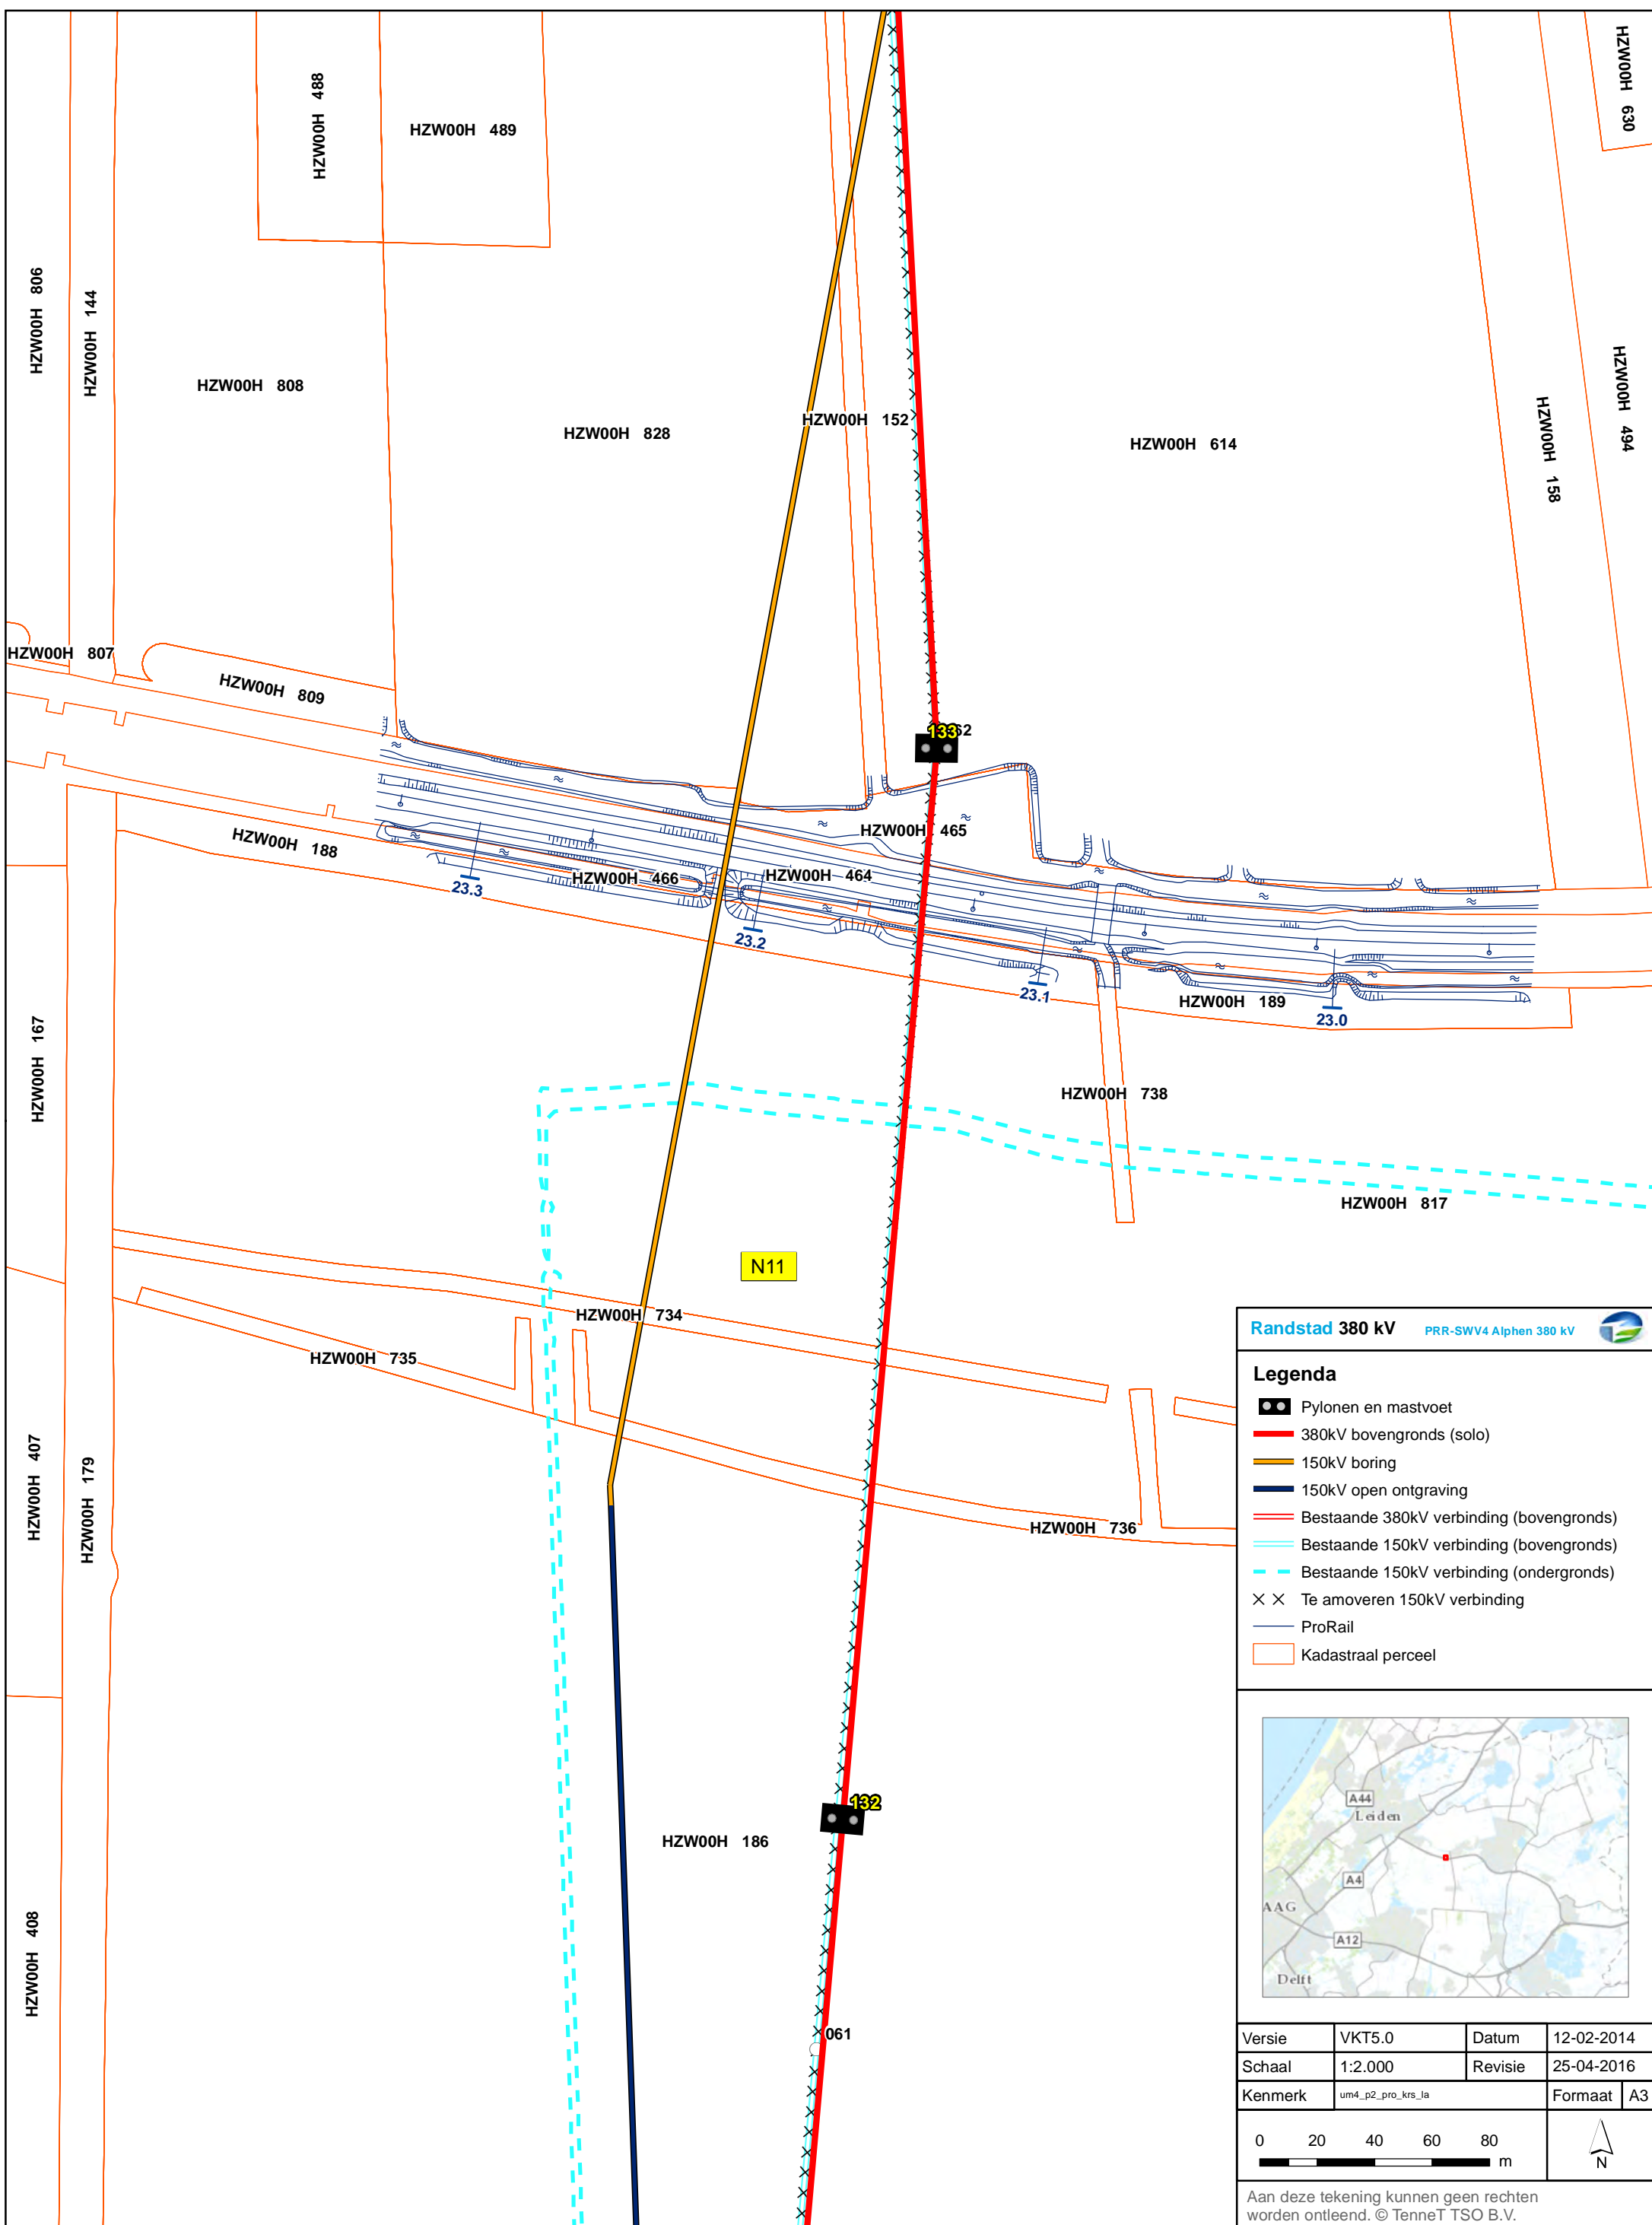 HZW00H 488
HZW00H 489
HZW00H 630
HZW00H 806
HZW00H 144
HZW00H 808
HZW00H 828
HZW00H 152
HZW00H 614
HZW00H 158
HZW00H 494
HZW00H 807
HZW00H 809
133
62
HZW00H 465
HZW00H 188
HZW00H 466
HZW00H 464
23.3
23.2
23.1
HZW00H 189
23.0
HZW00H 167
HZW00H 738
HZW00H 817
N11
HZW00H 734
HZW00H 735
HZW00H 407
HZW00H 179
HZW00H 736
132
HZW00H 186
HZW00H 408
061
Randstad 380 kV PRR-SWV4 Alphen 380 kV
Legenda
Pylonen en mastvoet
380kV bovengronds (solo)
150kV boring
150kV open ontgraving
Bestaande 380kV verbinding (bovengronds)
Bestaande 150kV verbinding (bovengronds)
Bestaande 150kV verbinding (ondergronds)
Te amoveren 150kV verbinding
ProRail
Kadastraal perceel
A44
Leiden
A4
AAG
A12
Delft
Versie VKT5.0 Datum 12-02-2014
Schaal 1:2.000 Revisie 25-04-2016
Kenmerk um4_p2_pro_krs_la Formaat A3
0 20 40 60 80
m
N
Aan deze tekening kunnen geen rechten
worden ontleend. © TenneT TSO B.V.